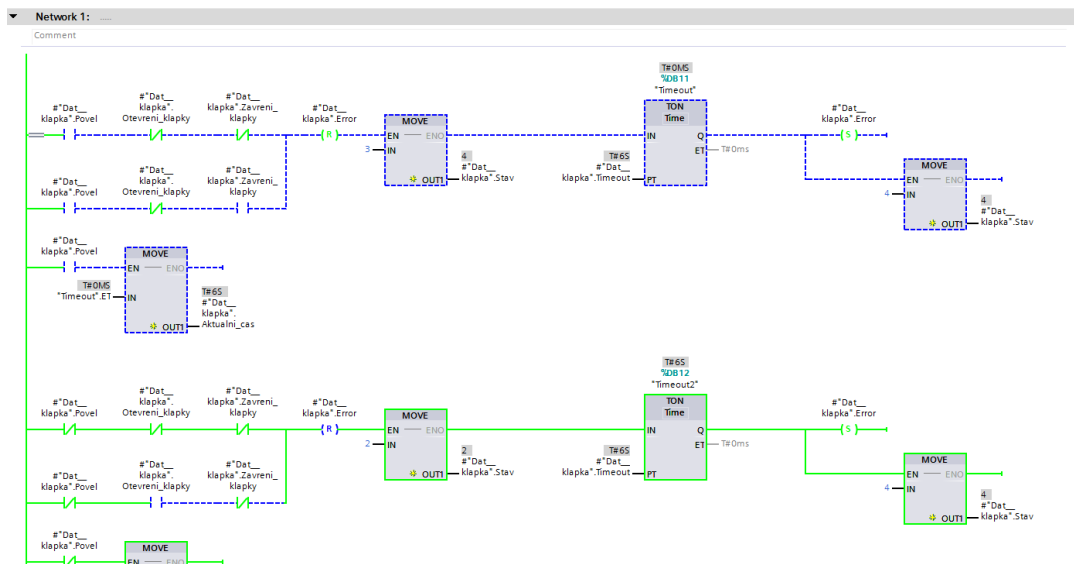 Network 1: ....
Comment
T#0MS
%DB11
"Timeout"
TON
Time
#"Dat__
klapka".Povel
#"Dat__
klapka".
Otevreni_klapky
#"Dat__
klapka".Zavreni_
klapky
#"Dat__
klapka".Error
R
MOVE
EN
ENO
3
IN
OUT1
4
#"Dat__
klapka".Stav
IN
Q
ET
T#0ms
T#6S
#"Dat__
klapka".Timeout
PT
#"Dat__
klapka".Error
S
MOVE
EN
ENO
4
IN
OUT1
4
#"Dat__
klapka".Stav
#"Dat__
klapka".Povel
#"Dat__
klapka".
Otevreni_klapky
#"Dat__
klapka".Zavreni_
klapky
#"Dat__
klapka".Povel
MOVE
EN
ENO
T#0MS
"Timeout".ET
IN
OUT1
T#6S
#"Dat__
klapka".
Aktualni_cas
T#6S
%DB12
"Timeout2"
TON
Time
#"Dat__
klapka".Povel
#"Dat__
klapka".
Otevreni_klapky
#"Dat__
klapka".Zavreni_
klapky
#"Dat__
klapka".Error
R
MOVE
EN
ENO
2
IN
OUT1
2
#"Dat__
klapka".Stav
IN
Q
ET
T#0ms
T#6S
#"Dat__
klapka".Timeout
PT
#"Dat__
klapka".Error
S
MOVE
EN
ENO
4
IN
OUT1
4
#"Dat__
klapka".Stav
#"Dat__
klapka".Povel
#"Dat__
klapka".
Otevreni_klapky
#"Dat__
klapka".Zavreni_
klapky
#"Dat__
klapka".Povel
MOVE
EN
ENO